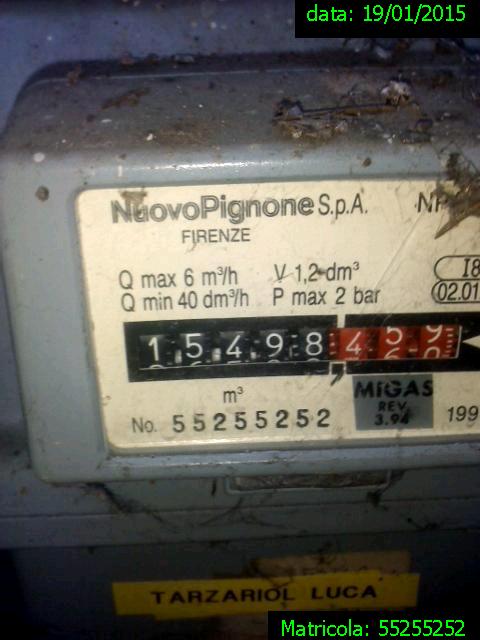 data: 19/01/2015
NuovoPignone S.p.A.
FIRENZE
Q max 6 m³/h V 1,2 dm³
Q min 40 dm³/h P max 2 bar
15498 459
m³
MIGAS
REV.
3.94
No. 55255252
TARZARIOL LUCA
Matricola: 55255252